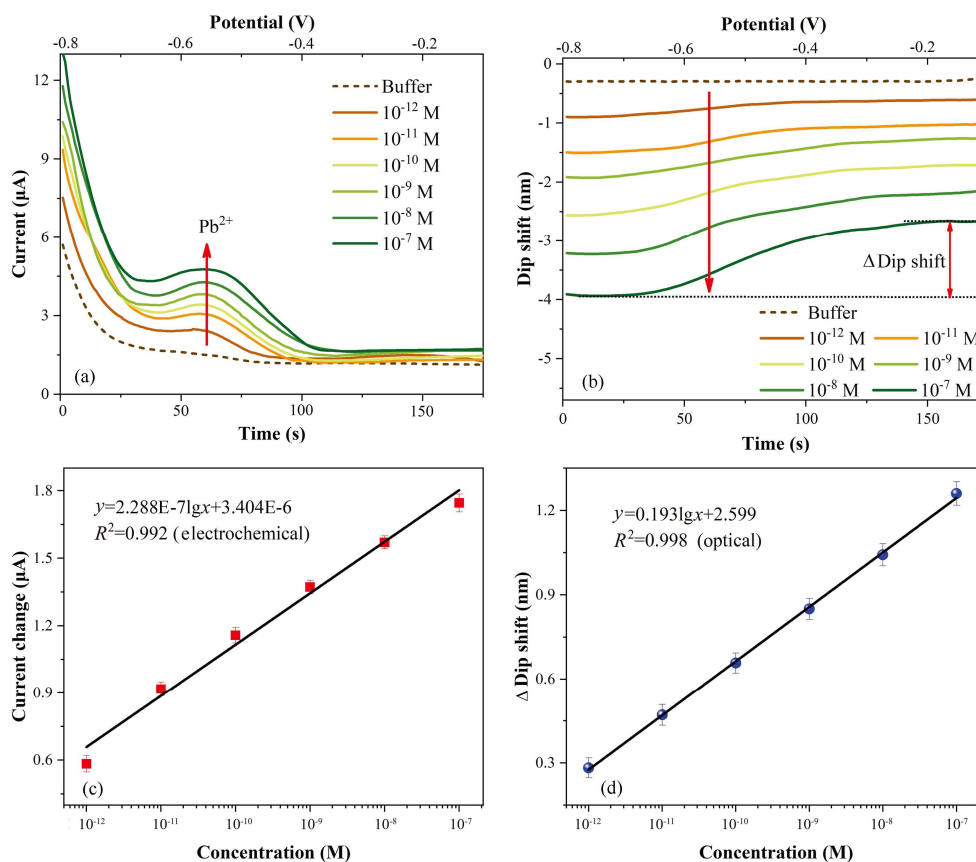 Potential (V)
-0.8 -0.6 -0.4 -0.2
12
9
6
3
0
Current (μA)
Buffer
10⁻¹² M
10⁻¹¹ M
10⁻¹⁰ M
10⁻⁹ M
10⁻⁸ M
10⁻⁷ M
Pb²⁺
(a)
0 50 100 150
Time (s)
Potential (V)
-0.8 -0.6 -0.4 -0.2
0
-1
-2
-3
-4
-5
Dip shift (nm)
Δ Dip shift
Buffer
10⁻¹² M 10⁻¹¹ M
10⁻¹⁰ M 10⁻⁹ M
10⁻⁸ M 10⁻⁷ M
(b)
0 50 100 150
Time (s)
1.8
1.5
1.2
0.9
0.6
Current change (μA)
y=2.288E-7lgx+3.404E-6
R²=0.992 (electrochemical)
(c)
10⁻¹² 10⁻¹¹ 10⁻¹⁰ 10⁻⁹ 10⁻⁸ 10⁻⁷
Concentration (M)
1.2
0.9
0.6
0.3
Δ Dip shift (nm)
y=0.193lgx+2.599
R²=0.998 (optical)
(d)
10⁻¹² 10⁻¹¹ 10⁻¹⁰ 10⁻⁹ 10⁻⁸ 10⁻⁷
Concentration (M)